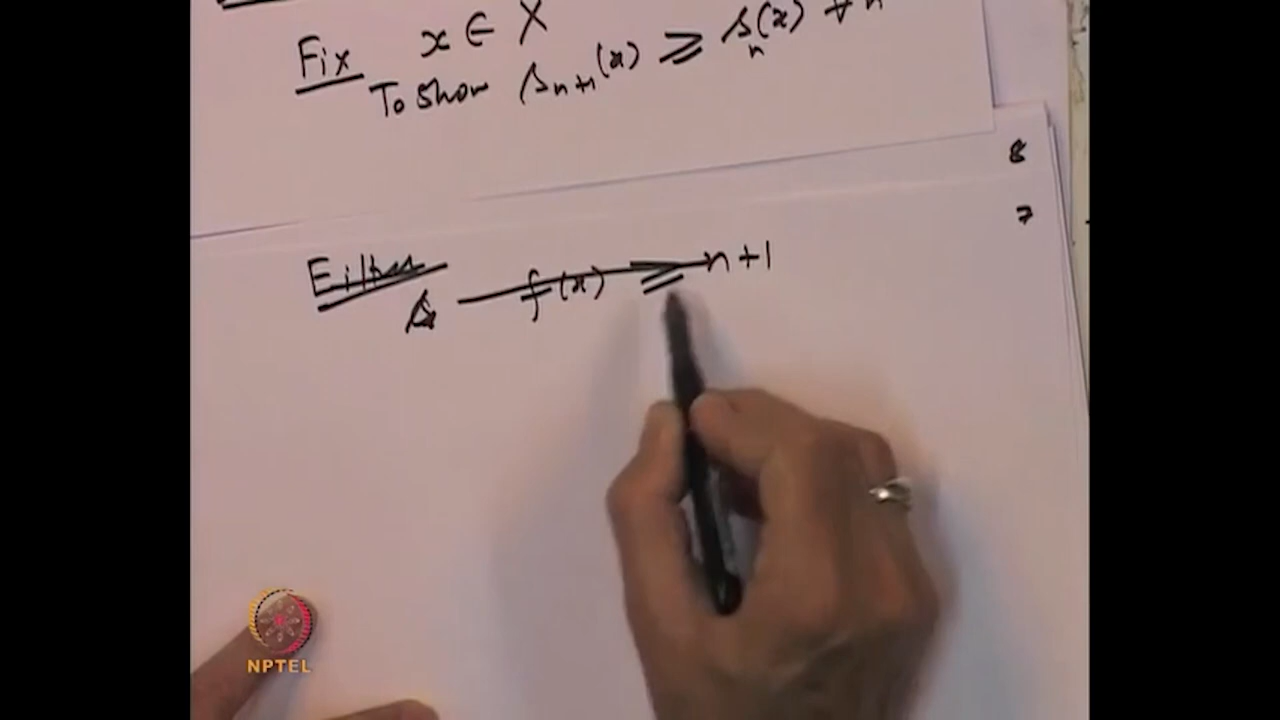 Fix x ∈ X
To show s_{n+1}(x) ≥ s_n(x) ∀ n
8
7
Either s f(x) ≥ n+1
NPTEL